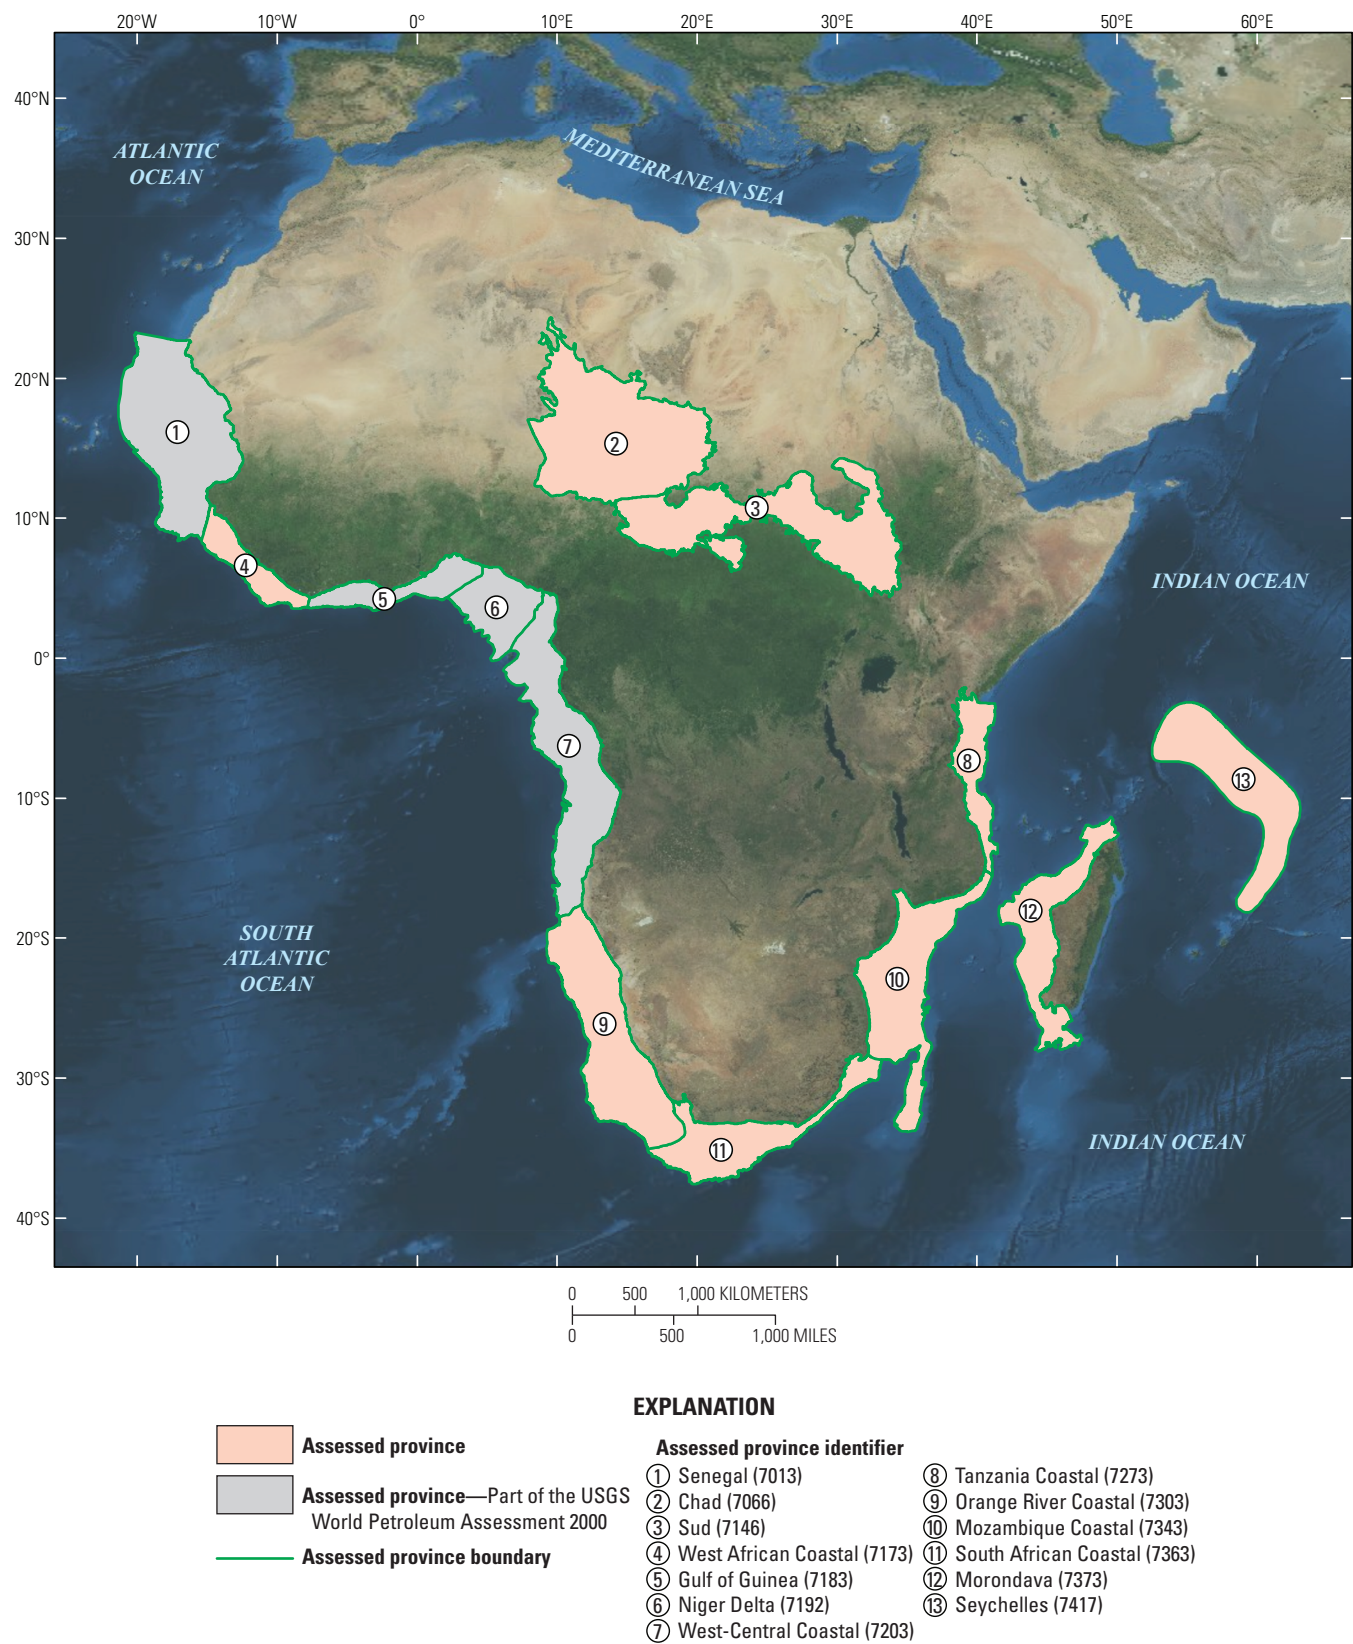 20°W 10°W 0° 10°E 20°E 30°E 40°E 50°E 60°E
40°N
ATLANTIC
OCEAN
MEDITERRANEAN SEA
30°N
20°N
1
2
10°N
3
4
INDIAN OCEAN
5
6
0°
7
8
13
10°S
12
20°S
SOUTH
ATLANTIC
OCEAN
10
9
30°S
11
INDIAN OCEAN
40°S
0 500 1,000 KILOMETERS
0 500 1,000 MILES
EXPLANATION
Assessed province
Assessed province—Part of the USGS
World Petroleum Assessment 2000
Assessed province boundary
Assessed province identifier
1 Senegal (7013)
2 Chad (7066)
3 Sud (7146)
4 West African Coastal (7173)
5 Gulf of Guinea (7183)
6 Niger Delta (7192)
7 West-Central Coastal (7203)
8 Tanzania Coastal (7273)
9 Orange River Coastal (7303)
10 Mozambique Coastal (7343)
11 South African Coastal (7363)
12 Morondava (7373)
13 Seychelles (7417)